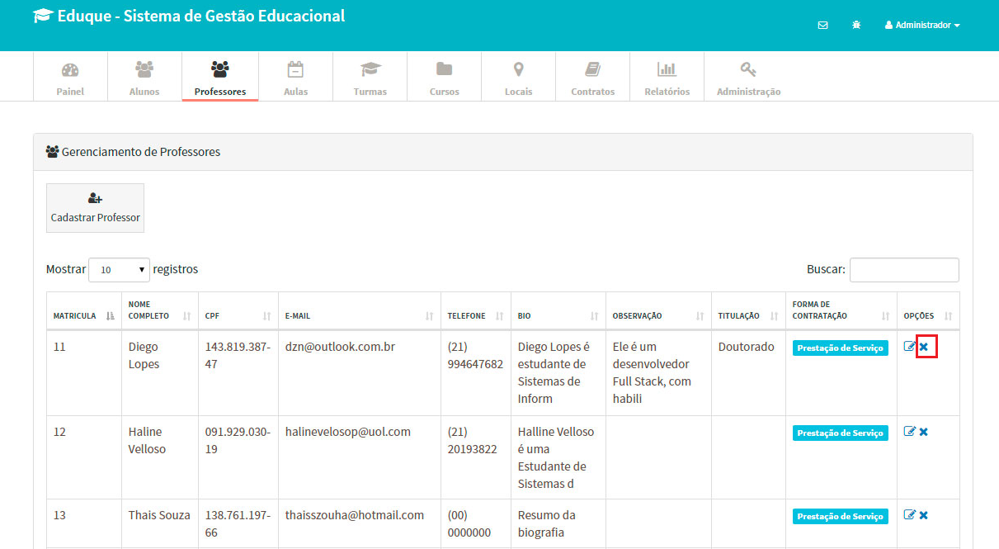 Eduque - Sistema de Gestão Educacional
Administrador
Painel
Alunos
Professores
Aulas
Turmas
Cursos
Locais
Contratos
Relatórios
Administração
Gerenciamento de Professores
Cadastrar Professor
Mostrar 10 registros
Buscar:
MATRICULA
NOME
COMPLETO
CPF
E-MAIL
TELEFONE
BIO
OBSERVAÇÃO
TITULAÇÃO
FORMA DE
CONTRATAÇÃO
OPÇÕES
11
Diego
Lopes
143.819.387-
47
dzn@outlook.com.br
(21)
994647682
Diego Lopes é
estudante de
Sistemas de
Inform
Ele é um
desenvolvedor
Full Stack, com
habili
Doutorado
Prestação de Serviço
12
Haline
Velloso
091.929.030-
19
halinevelosop@uol.com
(21)
20193822
Halline Velloso
é uma
Estudante de
Sistemas d
Prestação de Serviço
13
Thais Souza
138.761.197-
66
thaisszouha@hotmail.com
(00)
0000000
Resumo da
biografia
Prestação de Serviço